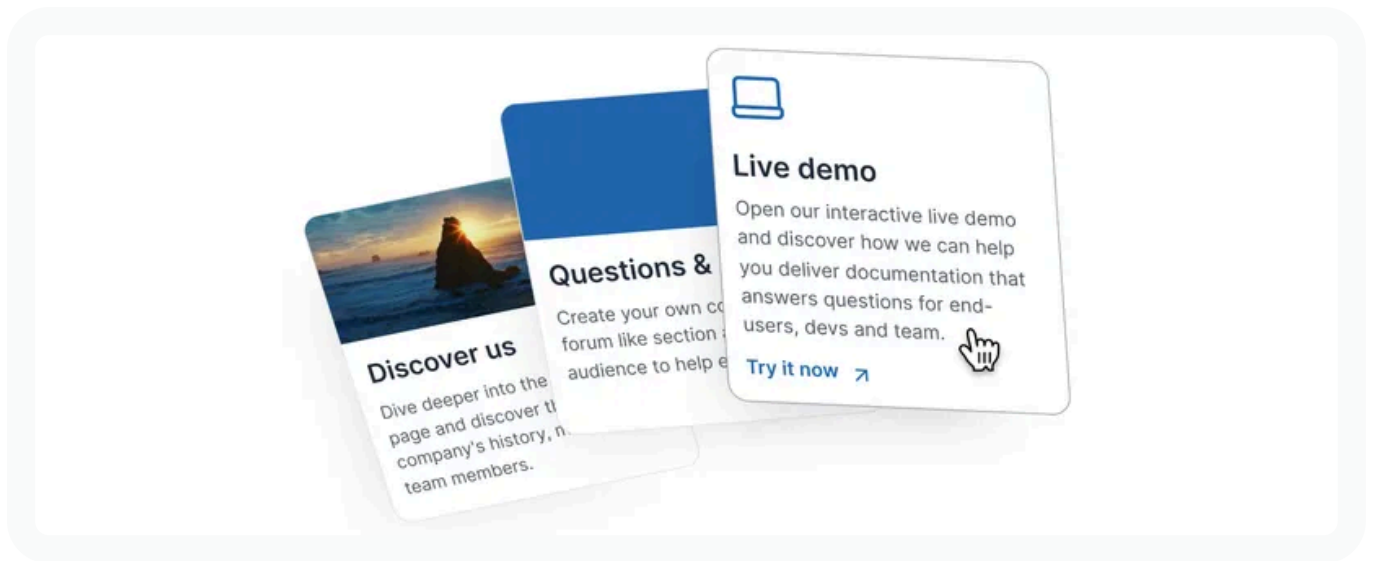 Discover us
Dive deeper into the
page and discover
company's history,
team members.
Questions &
Create your own
forum like section
audience to help
Live demo
Open our interactive live demo
and discover how we can help
you deliver documentation that
answers questions for end-
users, devs and team.
Try it now